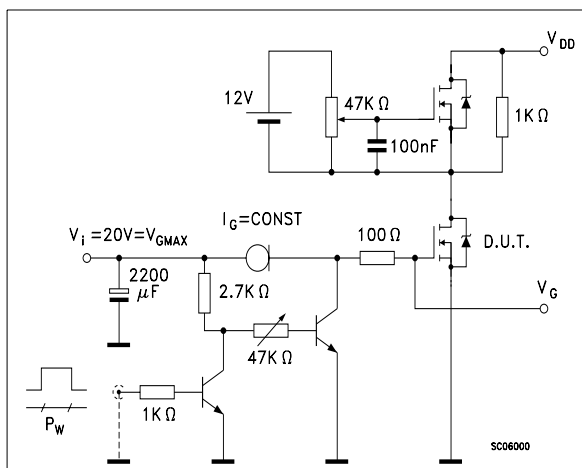 V_DD
12V
47KΩ
100nF
1KΩ
I_G=CONST
V_i =20V=V_GMAX
100Ω
D.U.T.
2200
μF
2.7KΩ
V_G
47KΩ
1KΩ
P_W
SC06000